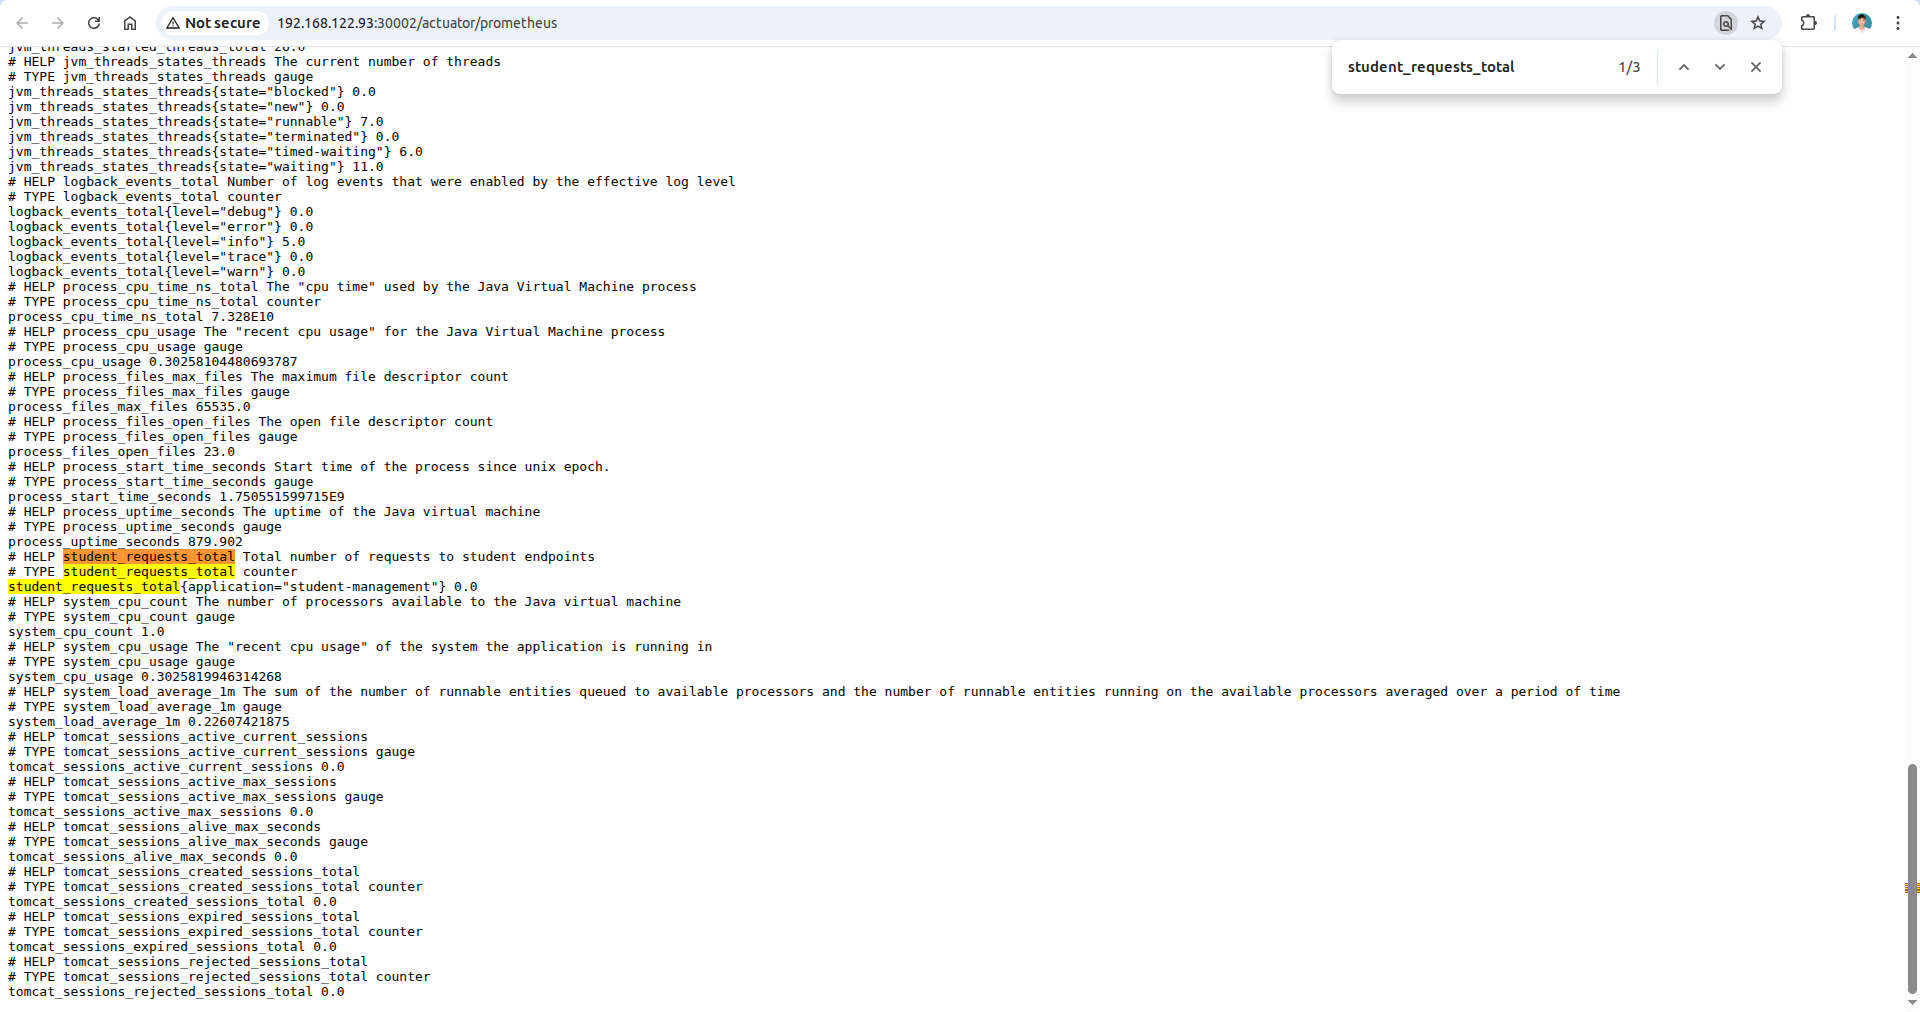 Not secure 192.168.122.93:30002/actuator/prometheus
student_requests_total 1/3
jvm_threads_started_threads_total 28.0
# HELP jvm_threads_states_threads The current number of threads
# TYPE jvm_threads_states_threads gauge
jvm_threads_states_threads{state="blocked"} 0.0
jvm_threads_states_threads{state="new"} 0.0
jvm_threads_states_threads{state="runnable"} 7.0
jvm_threads_states_threads{state="terminated"} 0.0
jvm_threads_states_threads{state="timed-waiting"} 6.0
jvm_threads_states_threads{state="waiting"} 11.0
# HELP logback_events_total Number of log events that were enabled by the effective log level
# TYPE logback_events_total counter
logback_events_total{level="debug"} 0.0
logback_events_total{level="error"} 0.0
logback_events_total{level="info"} 5.0
logback_events_total{level="trace"} 0.0
logback_events_total{level="warn"} 0.0
# HELP process_cpu_time_ns_total The "cpu time" used by the Java Virtual Machine process
# TYPE process_cpu_time_ns_total counter
process_cpu_time_ns_total 7.328E10
# HELP process_cpu_usage The "recent cpu usage" for the Java Virtual Machine process
# TYPE process_cpu_usage gauge
process_cpu_usage 0.30258104480693787
# HELP process_files_max_files The maximum file descriptor count
# TYPE process_files_max_files gauge
process_files_max_files 65535.0
# HELP process_files_open_files The open file descriptor count
# TYPE process_files_open_files gauge
process_files_open_files 23.0
# HELP process_start_time_seconds Start time of the process since unix epoch.
# TYPE process_start_time_seconds gauge
process_start_time_seconds 1.750551599715E9
# HELP process_uptime_seconds The uptime of the Java virtual machine
# TYPE process_uptime_seconds gauge
process_uptime_seconds 879.902
# HELP student_requests_total Total number of requests to student endpoints
# TYPE student_requests_total counter
student_requests_total{application="student-management"} 0.0
# HELP system_cpu_count The number of processors available to the Java virtual machine
# TYPE system_cpu_count gauge
system_cpu_count 1.0
# HELP system_cpu_usage The "recent cpu usage" of the system the application is running in
# TYPE system_cpu_usage gauge
system_cpu_usage 0.3025819946314268
# HELP system_load_average_1m The sum of the number of runnable entities queued to available processors and the number of runnable entities running on the available processors averaged over a period of time
# TYPE system_load_average_1m gauge
system_load_average_1m 0.22607421875
# HELP tomcat_sessions_active_current_sessions
# TYPE tomcat_sessions_active_current_sessions gauge
tomcat_sessions_active_current_sessions 0.0
# HELP tomcat_sessions_active_max_sessions
# TYPE tomcat_sessions_active_max_sessions gauge
tomcat_sessions_active_max_sessions 0.0
# HELP tomcat_sessions_alive_max_seconds
# TYPE tomcat_sessions_alive_max_seconds gauge
tomcat_sessions_alive_max_seconds 0.0
# HELP tomcat_sessions_created_sessions_total
# TYPE tomcat_sessions_created_sessions_total counter
tomcat_sessions_created_sessions_total 0.0
# HELP tomcat_sessions_expired_sessions_total
# TYPE tomcat_sessions_expired_sessions_total counter
tomcat_sessions_expired_sessions_total 0.0
# HELP tomcat_sessions_rejected_sessions_total
# TYPE tomcat_sessions_rejected_sessions_total counter
tomcat_sessions_rejected_sessions_total 0.0